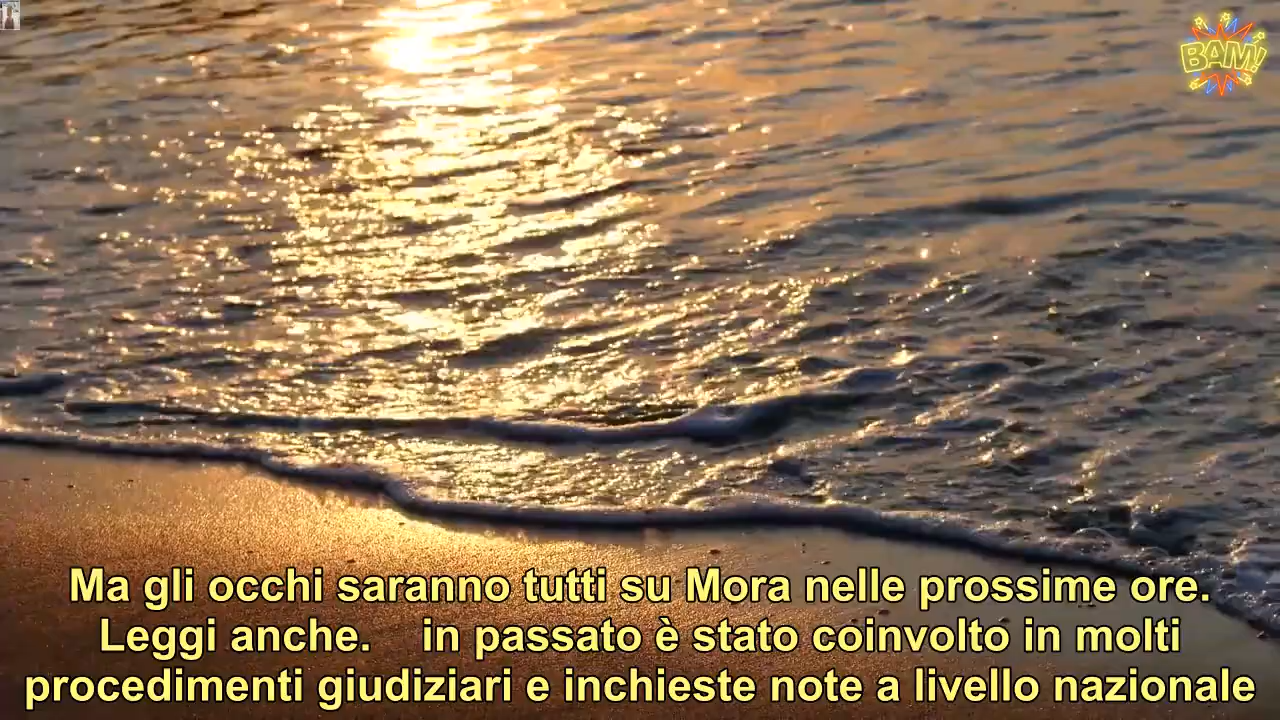 BAM!
Ma gli occhi saranno tutti su Mora nelle prossime ore.
Leggi anche. in passato è stato coinvolto in molti
procedimenti giudiziari e inchieste note a livello nazionale